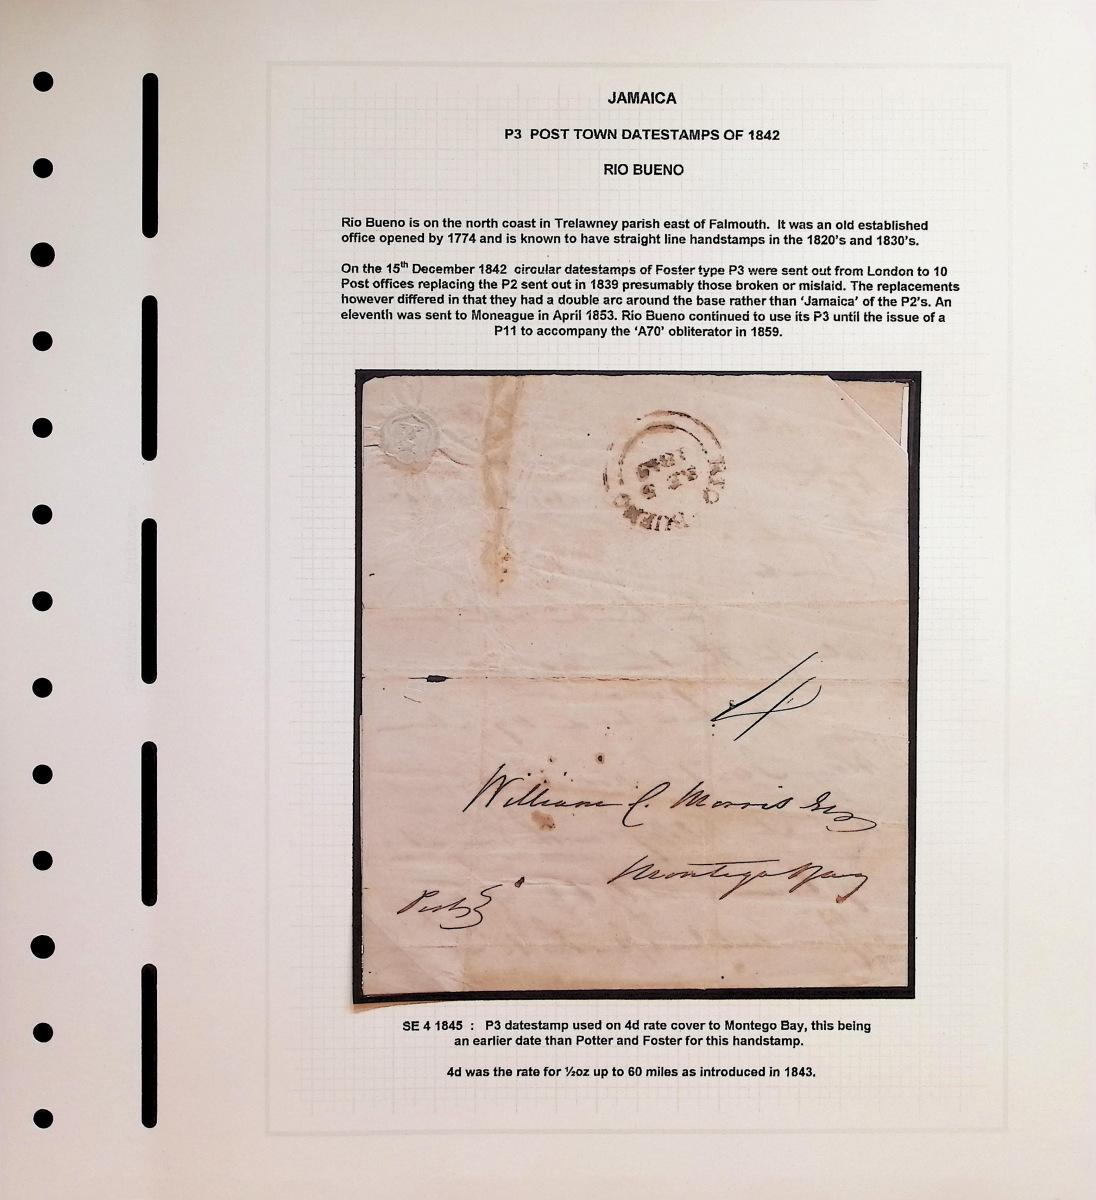 JAMAICA
P3 POST TOWN DATESTAMPS OF 1842
RIO BUENO
Rio Bueno is on the north coast in Trelawney parish east of Falmouth. It was an old established
office opened by 1774 and is known to have straight line handstamps in the 1820's and 1830's.
On the 15th December 1842 circular datestamps of Foster type P3 were sent out from London to 10
Post offices replacing the P2 sent out in 1839 presumably those broken or mislaid. The replacements
however differed in that they had a double arc around the base rather than 'Jamaica' of the P2's. An
eleventh was sent to Moneague in April 1853. Rio Bueno continued to use its P3 until the issue of a
P11 to accompany the 'A70' obliterator in 1859.
RIO BUENO
4
William C. Morris Esq
Montego Bay
SE 4 1845 : P3 datestamp used on 4d rate cover to Montego Bay, this being
an earlier date than Potter and Foster for this handstamp.
4d was the rate for ½oz up to 60 miles as introduced in 1843.